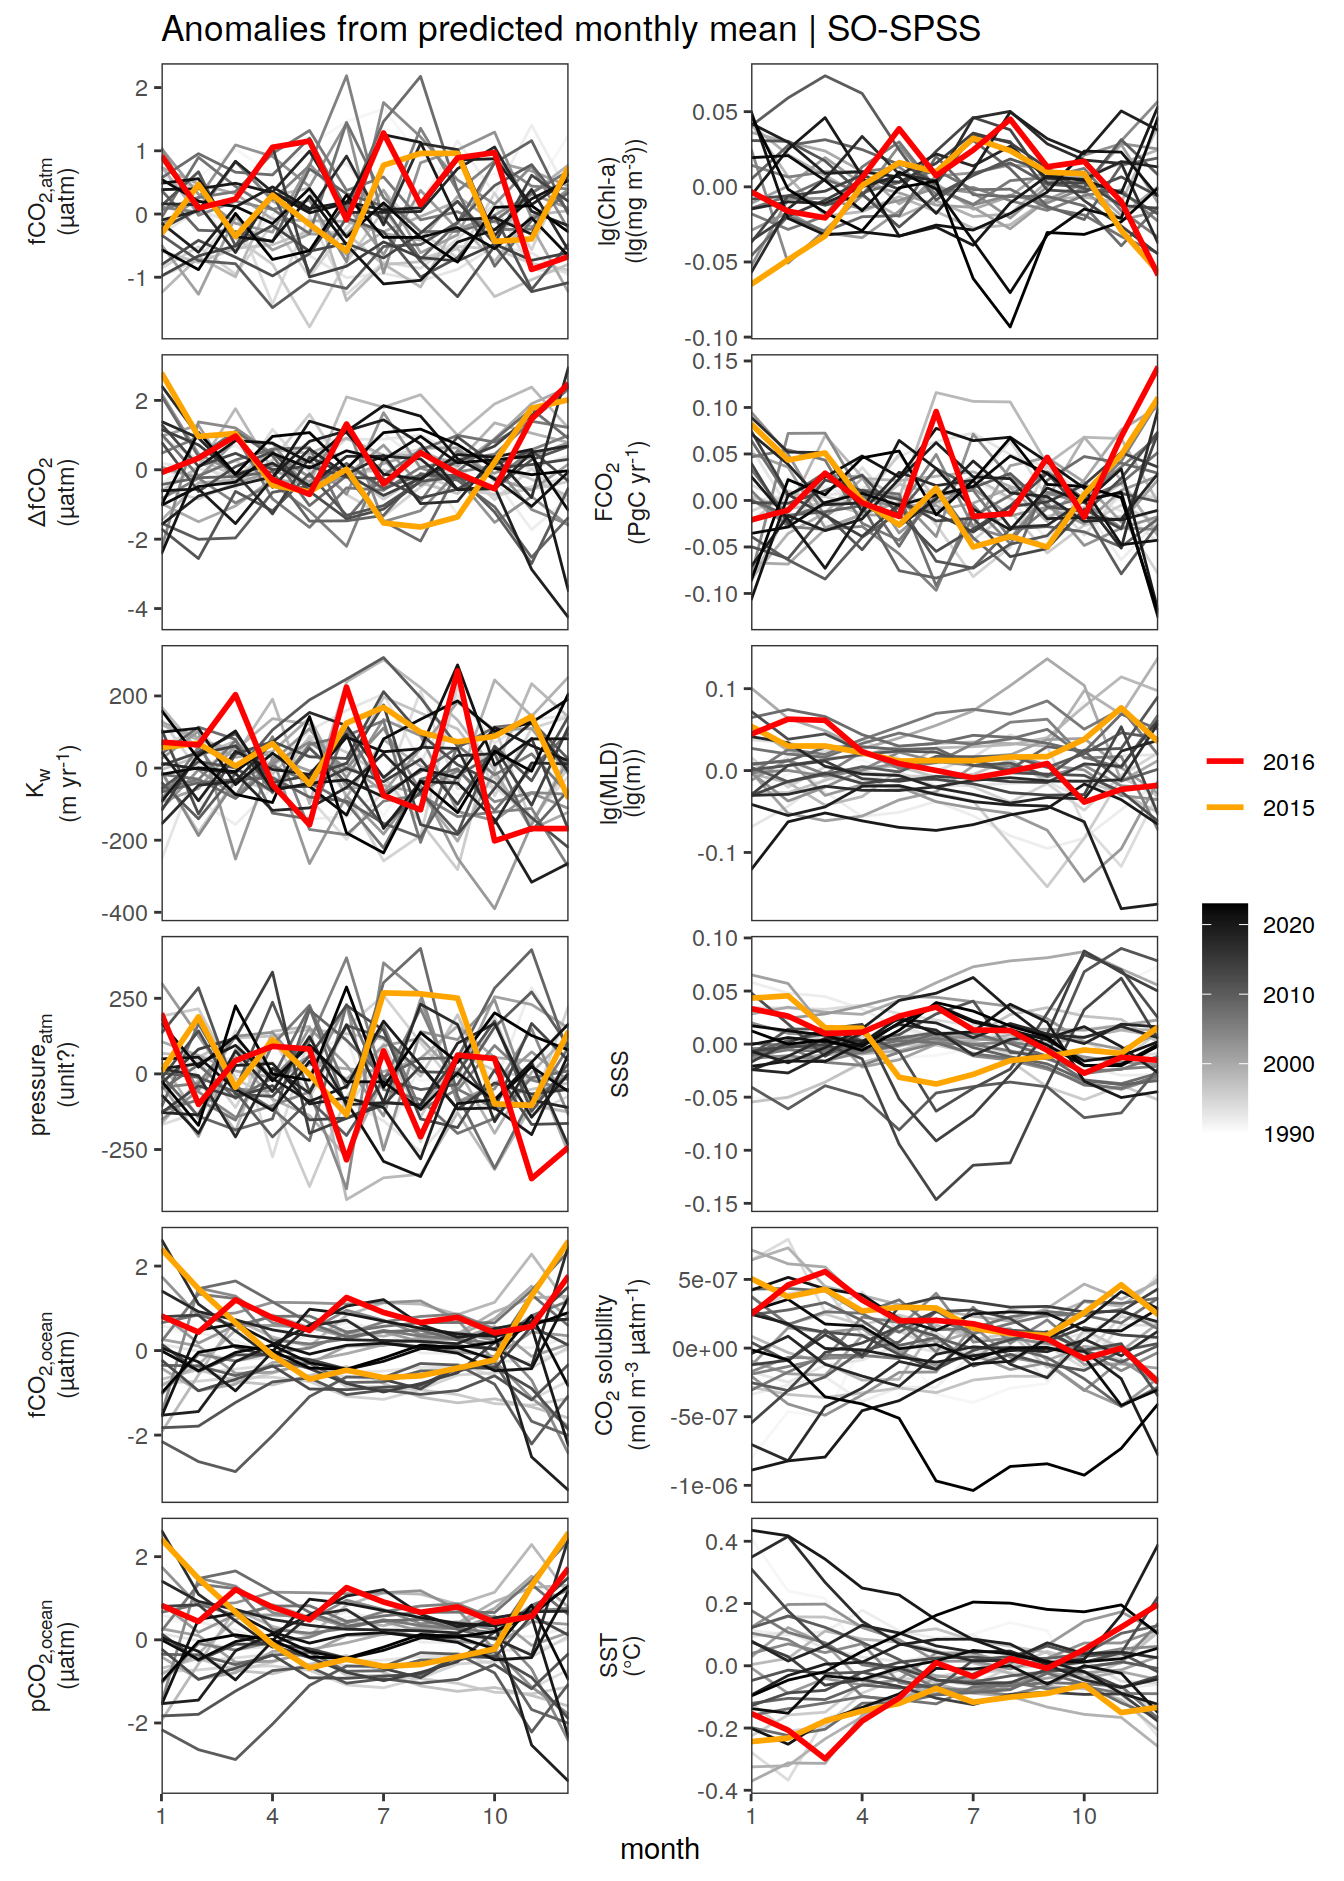 Anomalies from predicted monthly mean | SO-SPSS
fCO2,atm
(µatm)
2
1
0
-1
lg(Chl-a)
(lg(mg m-3))
0.05
0.00
-0.05
-0.10
ΔfCO2
(µatm)
2
0
-2
-4
FCO2
(PgC yr-1)
0.15
0.10
0.05
0.00
-0.05
-0.10
Kw
(m yr-1)
200
0
-200
-400
lg(MLD)
(lg(m))
0.1
0.0
-0.1
pressureatm
(unit?)
250
0
-250
SSS
0.10
0.05
0.00
-0.05
-0.10
-0.15
fCO2,ocean
(µatm)
2
0
-2
CO2 solubility
(mol m-3 µatm-1)
5e-07
0e+00
-5e-07
-1e-06
pCO2,ocean
(µatm)
2
0
-2
SST
(°C)
0.4
0.2
0.0
-0.2
-0.4
1 4 7 10
1 4 7 10
month
2016
2015
2020
2010
2000
1990